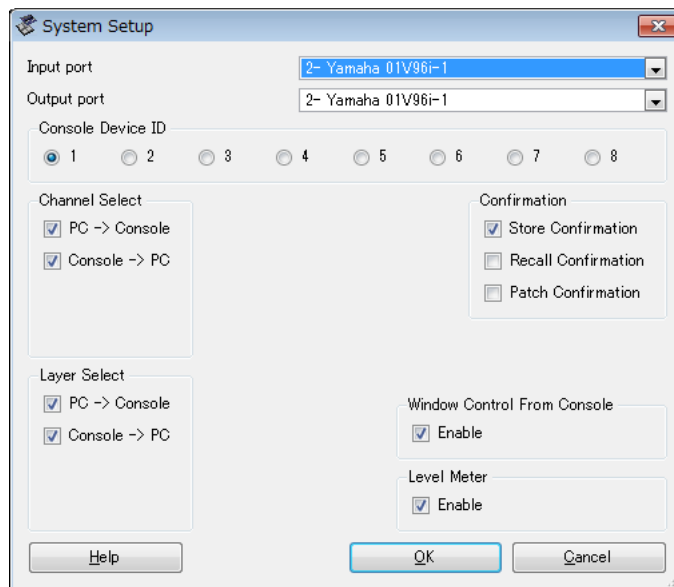 System Setup
Input port
2- Yamaha 01V96i-1
Output port
2- Yamaha 01V96i-1
Console Device ID
1 2 3 4 5 6 7 8
Channel Select
PC -> Console
Console -> PC
Confirmation
Store Confirmation
Recall Confirmation
Patch Confirmation
Layer Select
PC -> Console
Console -> PC
Window Control From Console
Enable
Level Meter
Enable
Help OK Cancel